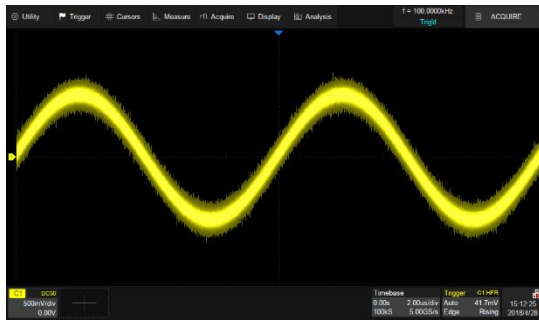 Utility Trigger Cursors Measure Acquire Display Analysis
f = 100.0000kHz
Trig'd
ACQUIRE
C1 DC50
500mV/div
0.00V
Timebase
0.00s 2.00us/div
100kS 5.00GS/s
Trigger C1 HFR
Auto 41.7mV
Edge Rising
15:12:25
2018/4/28